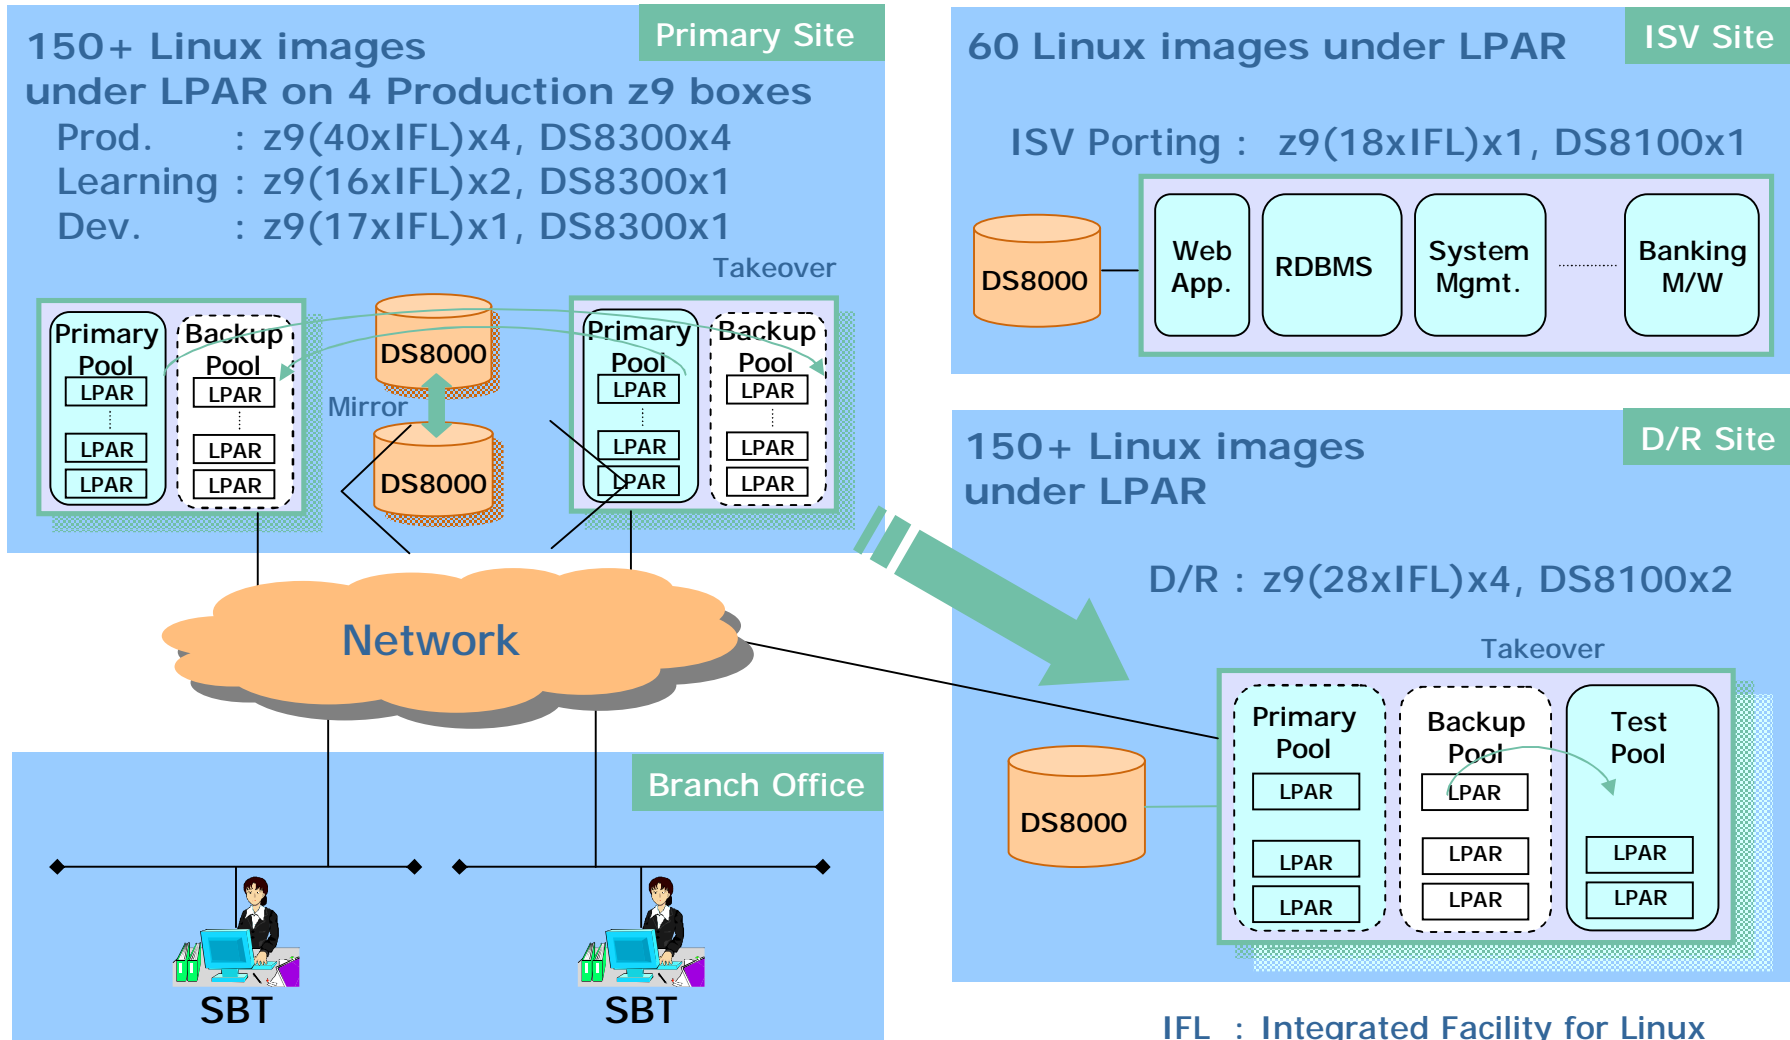 Primary Site
150+ Linux images
under LPAR on 4 Production z9 boxes
Prod. : z9(40xIFL)x4, DS8300x4
Learning : z9(16xIFL)x2, DS8300x1
Dev. : z9(17xIFL)x1, DS8300x1
Takeover
Primary
Pool
LPAR
LPAR
LPAR
Backup
Pool
LPAR
LPAR
LPAR
DS8000
Mirror
DS8000
Primary
Pool
LPAR
LPAR
LPAR
Backup
Pool
LPAR
LPAR
LPAR
Network
Branch Office
SBT
SBT
ISV Site
60 Linux images under LPAR
ISV Porting : z9(18xIFL)x1, DS8100x1
DS8000
Web
App.
RDBMS
System
Mgmt.
Banking
M/W
D/R Site
150+ Linux images
under LPAR
D/R : z9(28xIFL)x4, DS8100x2
Takeover
DS8000
Primary
Pool
LPAR
LPAR
LPAR
Backup
Pool
LPAR
LPAR
LPAR
Test
Pool
LPAR
LPAR
IFL : Integrated Facility for Linux